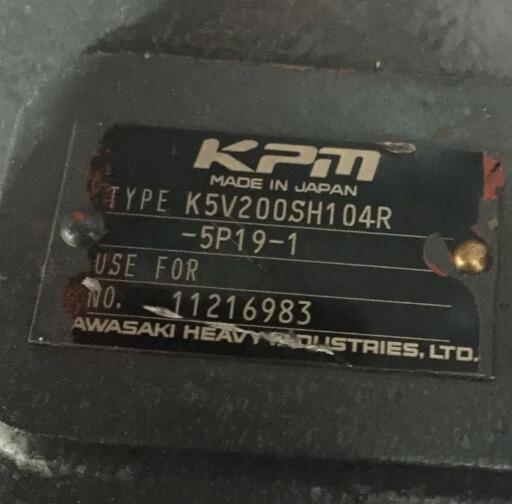 KPM
MADE IN JAPAN
TYPE K5V200SH104R
-5P19-1
USE FOR
NO. 11216983
AWASAKI HEAVY INDUSTRIES, LTD.